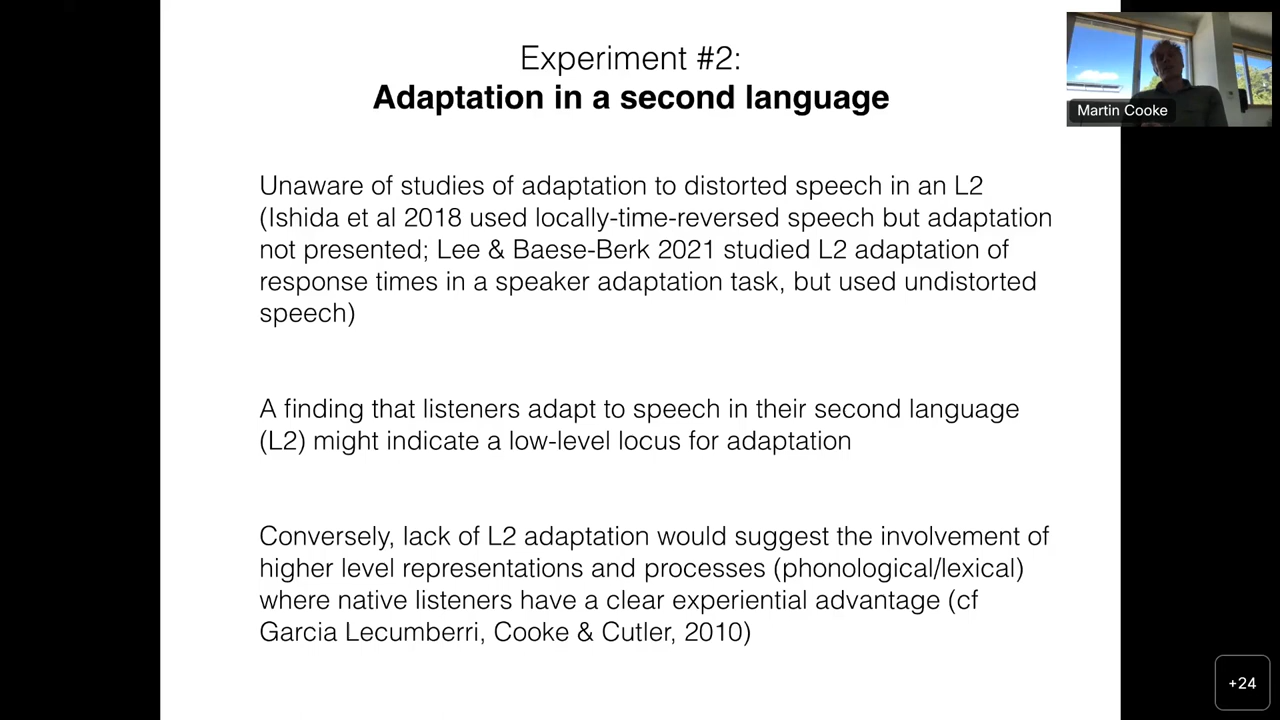 Experiment #2:
Adaptation in a second language
Martin Cooke
Unaware of studies of adaptation to distorted speech in an L2
(Ishida et al 2018 used locally-time-reversed speech but adaptation
not presented; Lee & Baese-Berk 2021 studied L2 adaptation of
response times in a speaker adaptation task, but used undistorted
speech)
A finding that listeners adapt to speech in their second language
(L2) might indicate a low-level locus for adaptation
Conversely, lack of L2 adaptation would suggest the involvement of
higher level representations and processes (phonological/lexical)
where native listeners have a clear experiential advantage (cf
Garcia Lecumberri, Cooke & Cutler, 2010)
+24